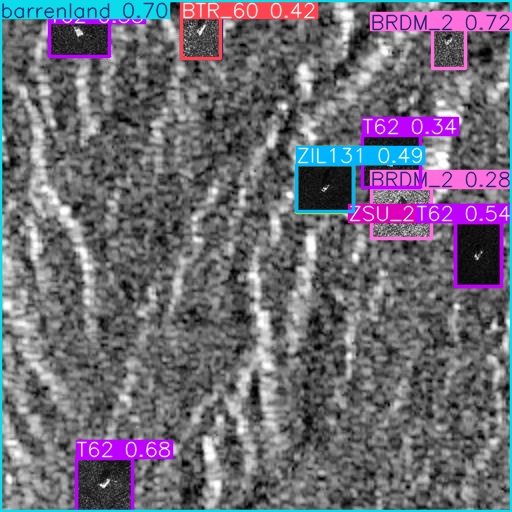 barrenland 0.70
BTR_60 0.42
BRDM_2 0.72
T62 0.34
ZIL131 0.49
BRDM_2 0.28
T62 0.54
T62 0.68